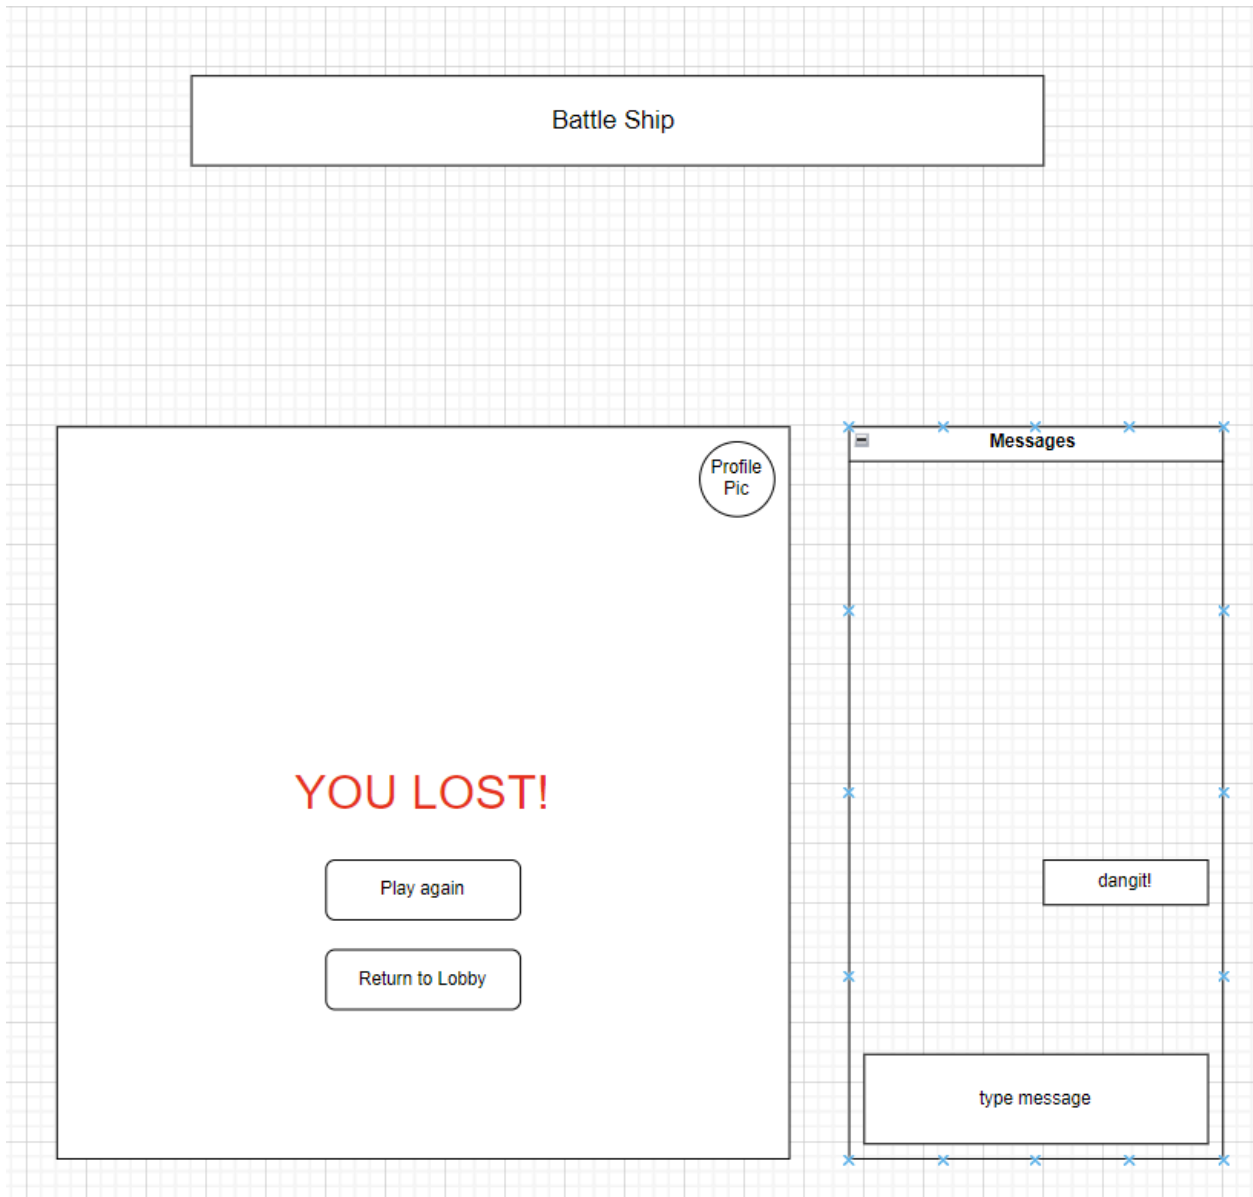 Battle Ship
Profile
Pic
YOU LOST!
Play again
Return to Lobby
Messages
dangit!
type message